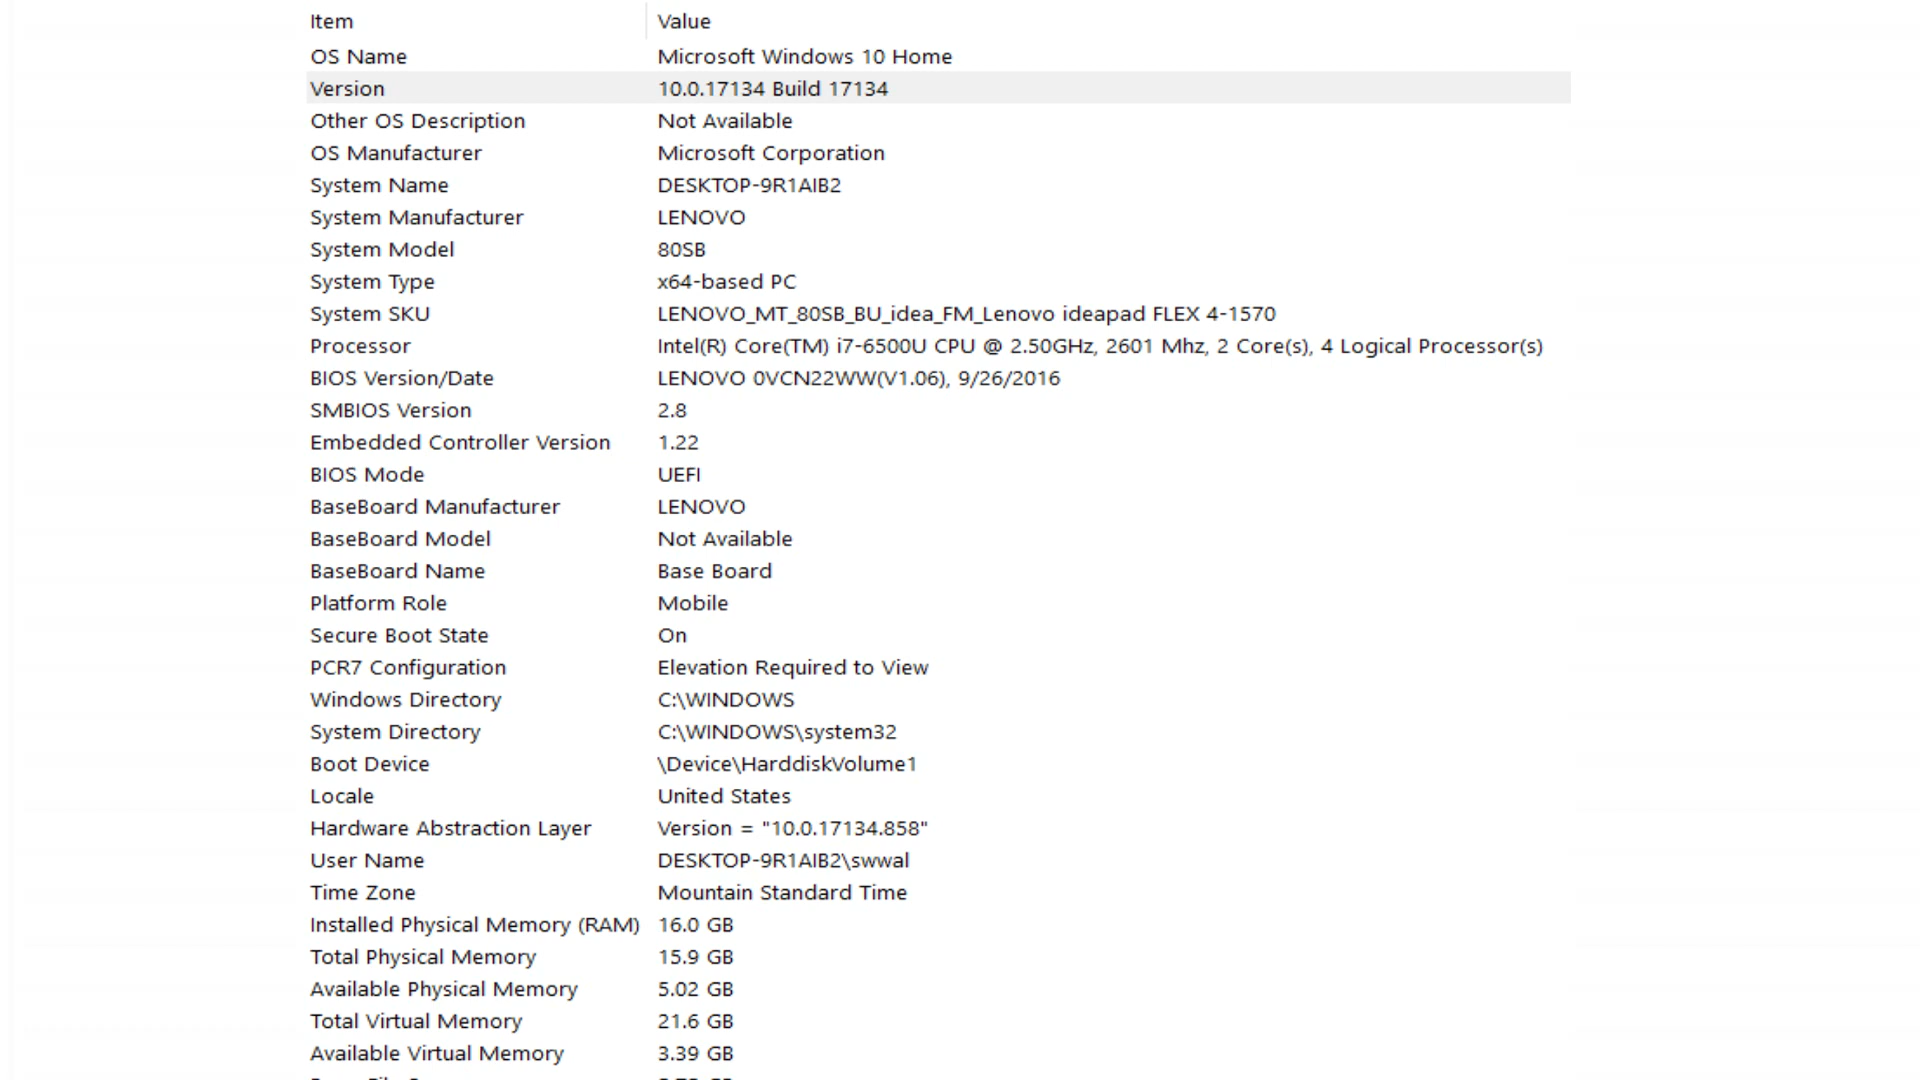 Item Value
OS Name Microsoft Windows 10 Home
Version 10.0.17134 Build 17134
Other OS Description Not Available
OS Manufacturer Microsoft Corporation
System Name DESKTOP-9R1AIB2
System Manufacturer LENOVO
System Model 80SB
System Type x64-based PC
System SKU LENOVO_MT_80SB_BU_idea_FM_Lenovo ideapad FLEX 4-1570
Processor Intel(R) Core(TM) i7-6500U CPU @ 2.50GHz, 2601 Mhz, 2 Core(s), 4 Logical Processor(s)
BIOS Version/Date LENOVO 0VCN22WW(V1.06), 9/26/2016
SMBIOS Version 2.8
Embedded Controller Version 1.22
BIOS Mode UEFI
BaseBoard Manufacturer LENOVO
BaseBoard Model Not Available
BaseBoard Name Base Board
Platform Role Mobile
Secure Boot State On
PCR7 Configuration Elevation Required to View
Windows Directory C:\WINDOWS
System Directory C:\WINDOWS\system32
Boot Device \Device\HarddiskVolume1
Locale United States
Hardware Abstraction Layer Version = "10.0.17134.858"
User Name DESKTOP-9R1AIB2\swwal
Time Zone Mountain Standard Time
Installed Physical Memory (RAM) 16.0 GB
Total Physical Memory 15.9 GB
Available Physical Memory 5.02 GB
Total Virtual Memory 21.6 GB
Available Virtual Memory 3.39 GB